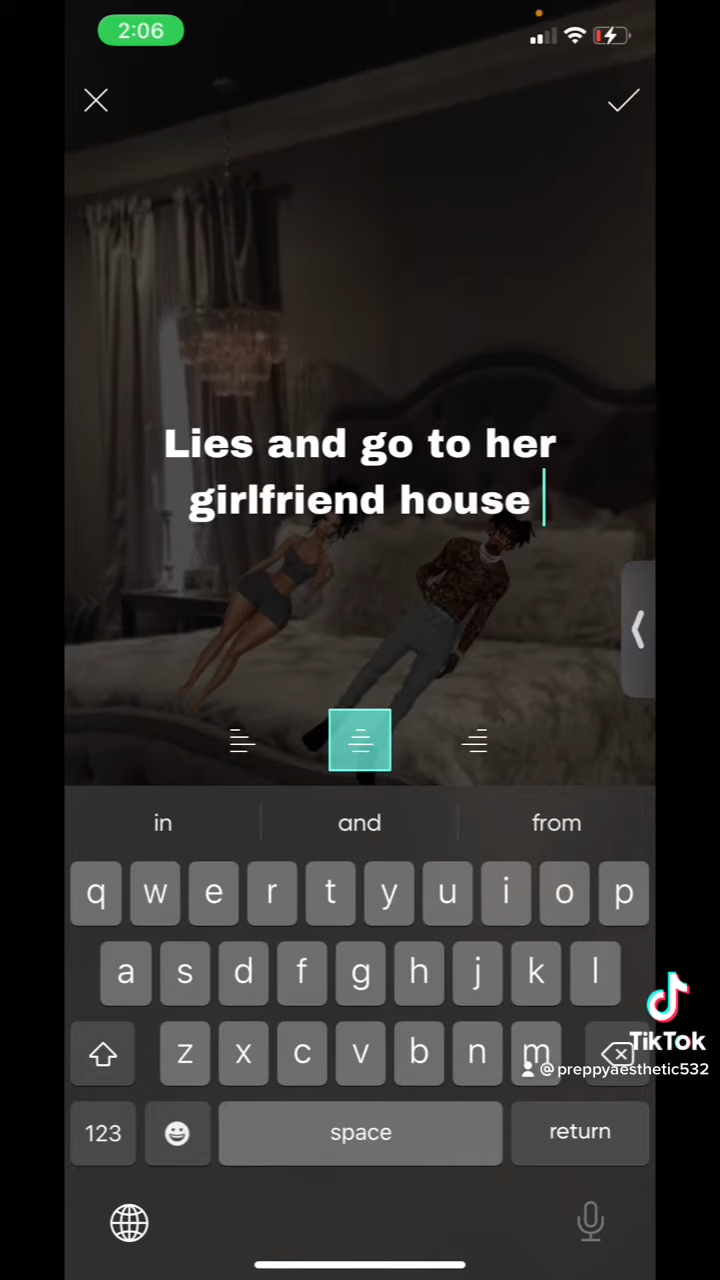 2:06
Lies and go to her
girlfriend house
in and from
q w e r t y u i o p
a s d f g h j k l
z x c v b n m
TikTok
@preppyaesthetic532
123 space return